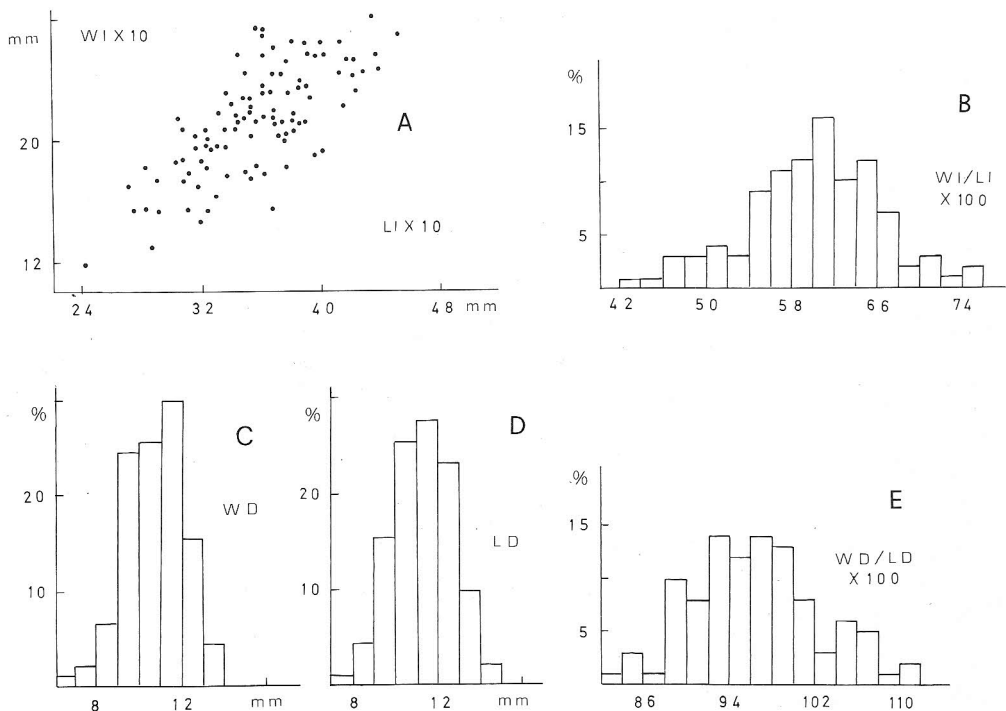 mm
WI X 10
20
12
A
LI X 10
24 32 40 48 mm
%
15
5
B
WI/LI
X 100
42 50 58 66 74
%
20
10
C
WD
8 12 mm
%
20
10
D
LD
8 12 mm
%
15
5
E
WD/LD
X 100
86 94 102 110